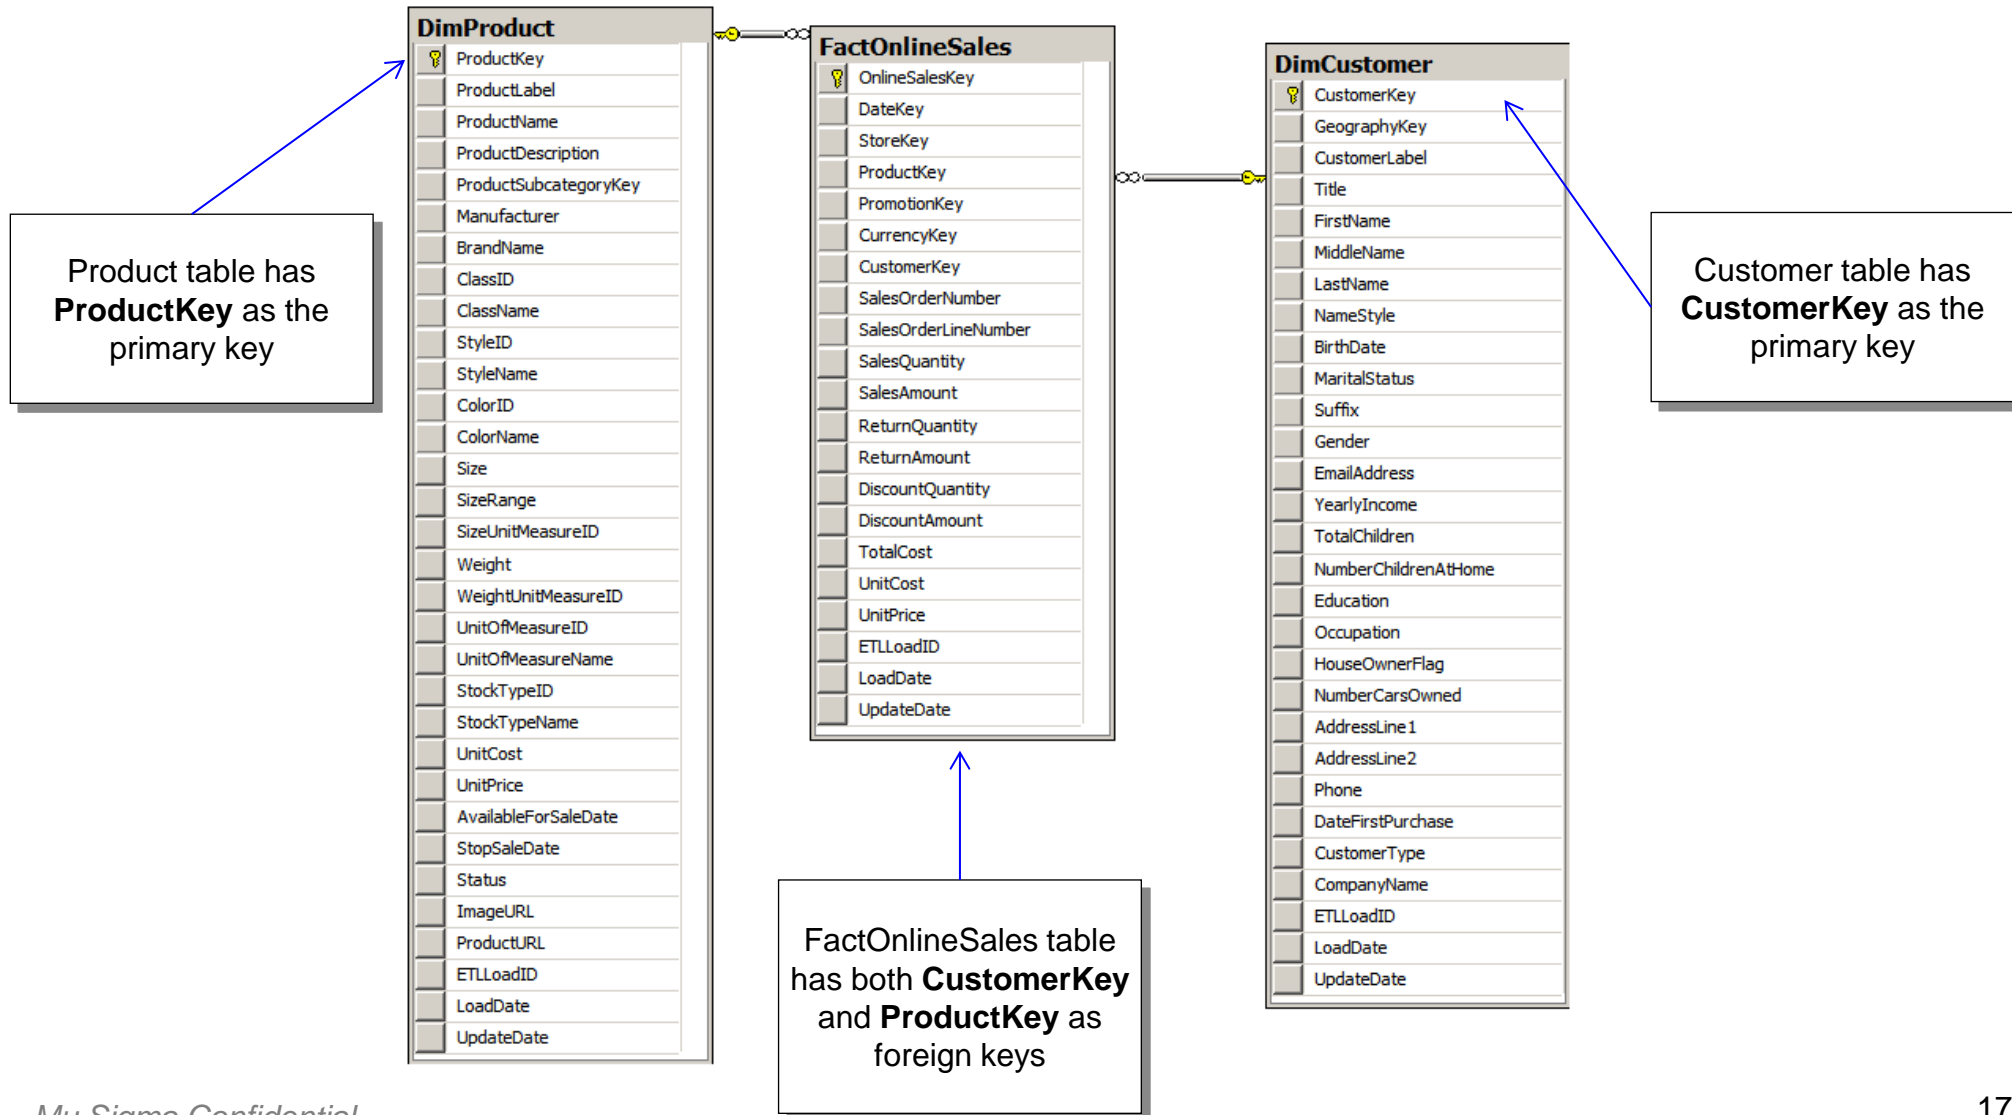 DimProduct
ProductKey
ProductLabel
ProductName
ProductDescription
ProductSubcategoryKey
Manufacturer
BrandName
ClassID
ClassName
StyleID
StyleName
ColorID
ColorName
Size
SizeRange
SizeUnitMeasureID
Weight
WeightUnitMeasureID
UnitOfMeasureID
UnitOfMeasureName
StockTypeID
StockTypeName
UnitCost
UnitPrice
AvailableForSaleDate
StopSaleDate
Status
ImageURL
ProductURL
ETLLoadID
LoadDate
UpdateDate
FactOnlineSales
OnlineSalesKey
DateKey
StoreKey
ProductKey
PromotionKey
CurrencyKey
CustomerKey
SalesOrderNumber
SalesOrderLineNumber
SalesQuantity
SalesAmount
ReturnQuantity
ReturnAmount
DiscountQuantity
DiscountAmount
TotalCost
UnitCost
UnitPrice
ETLLoadID
LoadDate
UpdateDate
DimCustomer
CustomerKey
GeographyKey
CustomerLabel
Title
FirstName
MiddleName
LastName
NameStyle
BirthDate
MaritalStatus
Suffix
Gender
EmailAddress
YearlyIncome
TotalChildren
NumberChildrenAtHome
Education
Occupation
HouseOwnerFlag
NumberCarsOwned
AddressLine1
AddressLine2
Phone
DateFirstPurchase
CustomerType
CompanyName
ETLLoadID
LoadDate
UpdateDate
Product table has
ProductKey as the
primary key
Customer table has
CustomerKey as the
primary key
FactOnlineSales table
has both CustomerKey
and ProductKey as
foreign keys
Mu Sigma Confidential
17